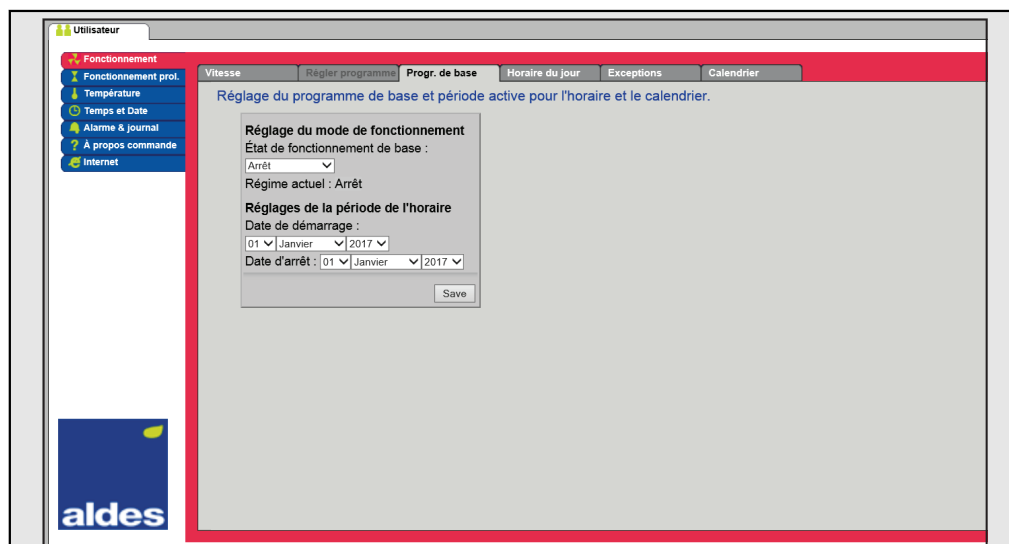 Utilisateur
Fonctionnement
Fonctionnement prol.
Température
Temps et Date
Alarme & journal
À propos commande
Internet
Vitesse
Régler programme
Progr. de base
Horaire du jour
Exceptions
Calendrier
Réglage du programme de base et période active pour l'horaire et le calendrier.
Réglage du mode de fonctionnement
État de fonctionnement de base :
Arrêt
Régime actuel : Arrêt
Réglages de la période de l'horaire
Date de démarrage :
01 Janvier 2017
Date d'arrêt : 01 Janvier 2017
Save
aldes